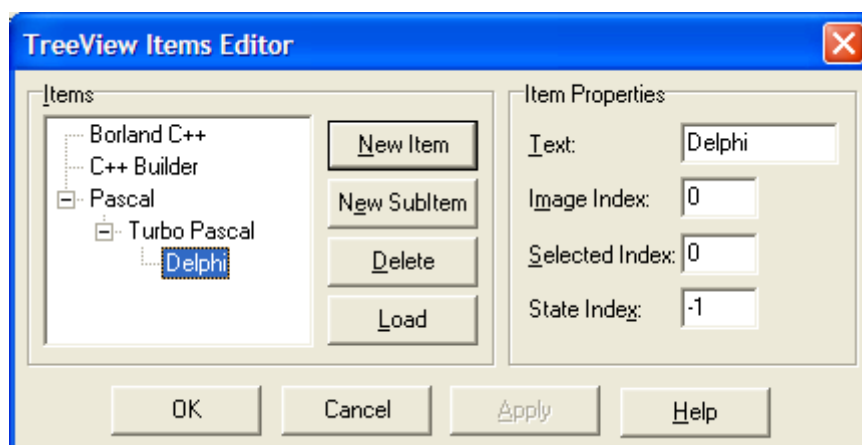 TreeView Items Editor
Items
Borland C++
C++ Builder
Pascal
Turbo Pascal
Delphi
New Item
New SubItem
Delete
Load
Item Properties
Text: Delphi
Image Index: 0
Selected Index: 0
State Index: -1
OK Cancel Apply Help